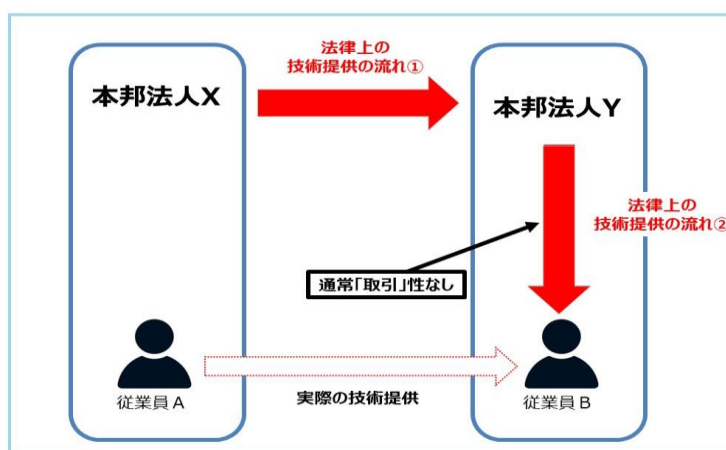 法律上の
技術提供の流れ①
本邦法人X
本邦法人Y
法律上の
技術提供の流れ②
通常「取引」性なし
従業員A
実際の技術提供
従業員B